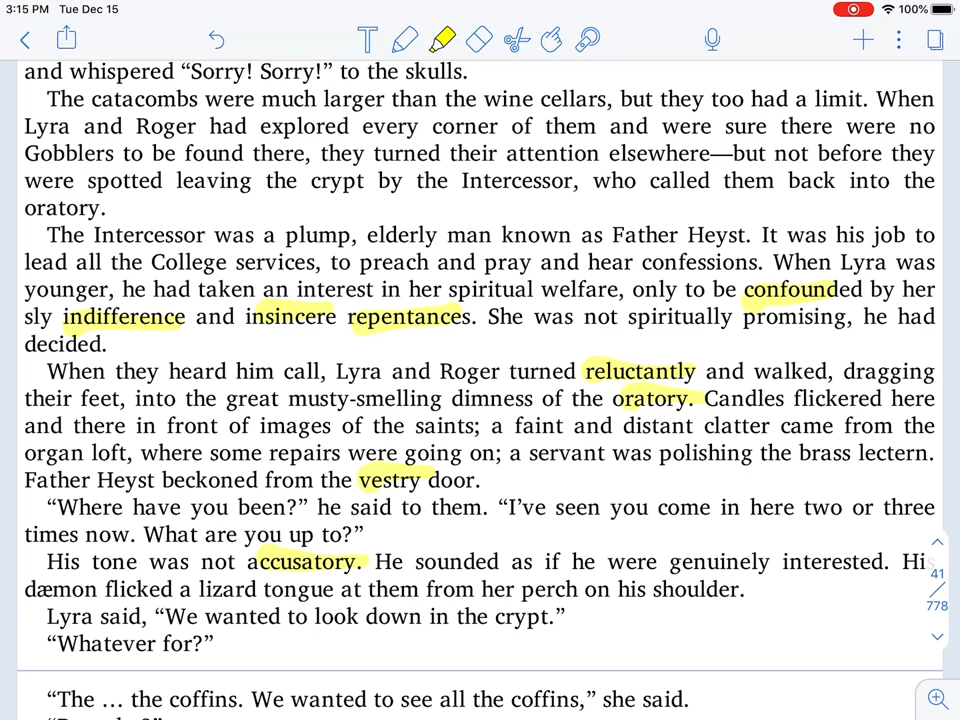 3:15 PM Tue Dec 15 100%
T
and whispered “Sorry! Sorry!” to the skulls.
The catacombs were much larger than the wine cellars, but they too had a limit. When
Lyra and Roger had explored every corner of them and were sure there were no
Gobblers to be found there, they turned their attention elsewhere—but not before they
were spotted leaving the crypt by the Intercessor, who called them back into the
oratory.
The Intercessor was a plump, elderly man known as Father Heyst. It was his job to
lead all the College services, to preach and pray and hear confessions. When Lyra was
younger, he had taken an interest in her spiritual welfare, only to be confounded by her
sly indifference and insincere repentances. She was not spiritually promising, he had
decided.
When they heard him call, Lyra and Roger turned reluctantly and walked, dragging
their feet, into the great musty-smelling dimness of the oratory. Candles flickered here
and there in front of images of the saints; a faint and distant clatter came from the
organ loft, where some repairs were going on; a servant was polishing the brass lectern.
Father Heyst beckoned from the vestry door.
“Where have you been?” he said to them. “I’ve seen you come in here two or three
times now. What are you up to?”
His tone was not accusatory. He sounded as if he were genuinely interested. His
dæmon flicked a lizard tongue at them from her perch on his shoulder.
Lyra said, “We wanted to look down in the crypt.”
“Whatever for?”
41
/
778
“The … the coffins. We wanted to see all the coffins,” she said.